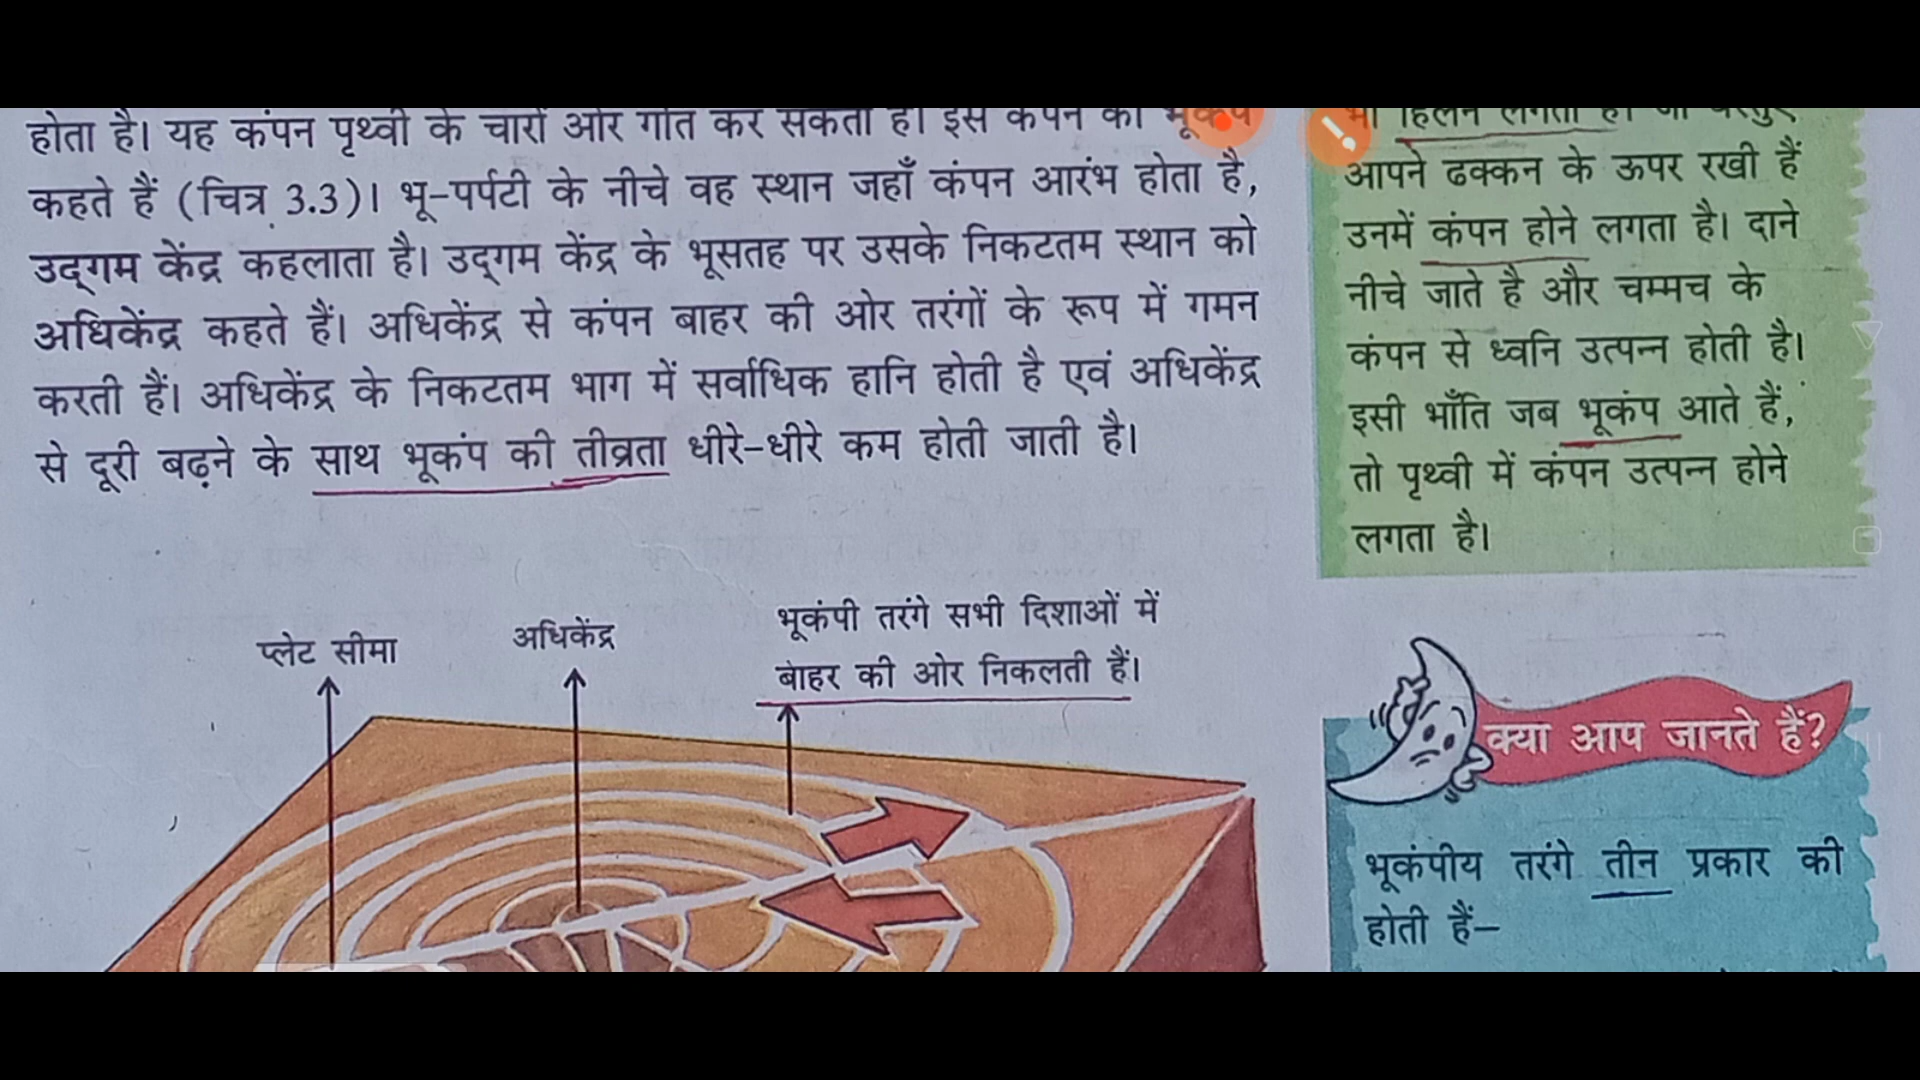 होता है। यह कंपन पृथ्वी के चारों ओर गति कर सकता है। इस कंपन को भूकंप
कहते हैं (चित्र 3.3)। भू-पर्पटी के नीचे वह स्थान जहाँ कंपन आरंभ होता है,
उद्गम केंद्र कहलाता है। उद्गम केंद्र के भूसतह पर उसके निकटतम स्थान को
अधिकेंद्र कहते हैं। अधिकेंद्र से कंपन बाहर की ओर तरंगों के रूप में गमन
करती हैं। अधिकेंद्र के निकटतम भाग में सर्वाधिक हानि होती है एवं अधिकेंद्र
से दूरी बढ़ने के साथ भूकंप की तीव्रता धीरे-धीरे कम होती जाती है।
प्लेट सीमा
अधिकेंद्र
भूकंपी तरंगे सभी दिशाओं में
बाहर की ओर निकलती हैं।
हिलने
आपने ढक्कन के ऊपर रखी हैं
उनमें कंपन होने लगता है। दाने
नीचे जाते है और चम्मच के
कंपन से ध्वनि उत्पन्न होती है।
इसी भाँति जब भूकंप आते हैं,
तो पृथ्वी में कंपन उत्पन्न होने
लगता है।
क्या आप जानते हैं?
भूकंपीय तरंगे तीन प्रकार की
होती हैं–